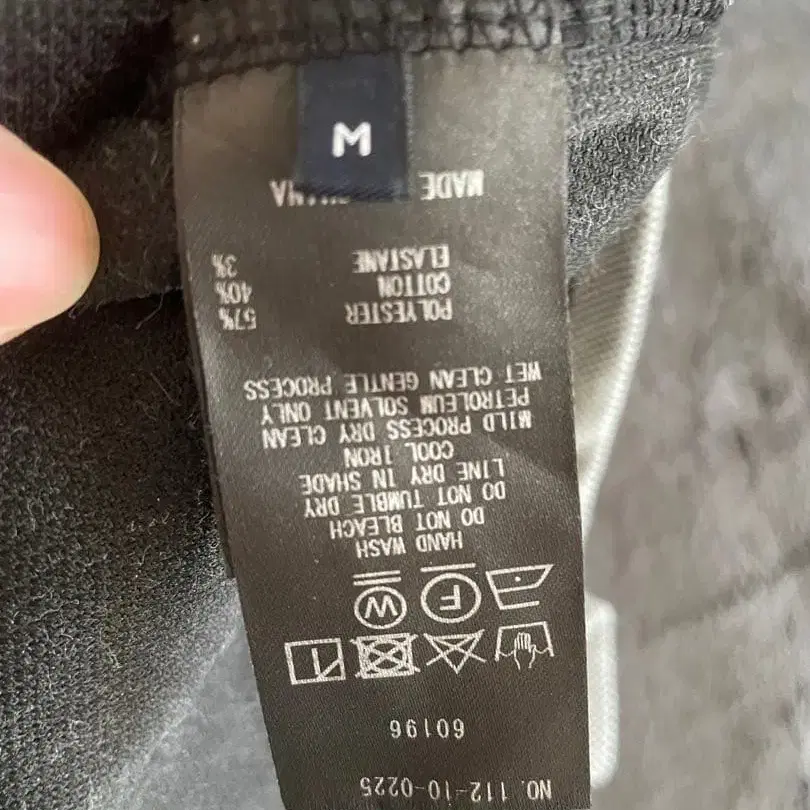 NO. 112-10-0225
60196
F W
HAND WASH
DO NOT BLEACH
DO NOT TUMBLE DRY
LINE DRY IN SHADE
COOL IRON
MILD PROCESS DRY CLEAN
PETROLEUM SOLVENT ONLY
WET CLEAN GENTLE PROCESS
POLYESTER 57%
COTTON 40%
ELASTANE 3%
MADE
M